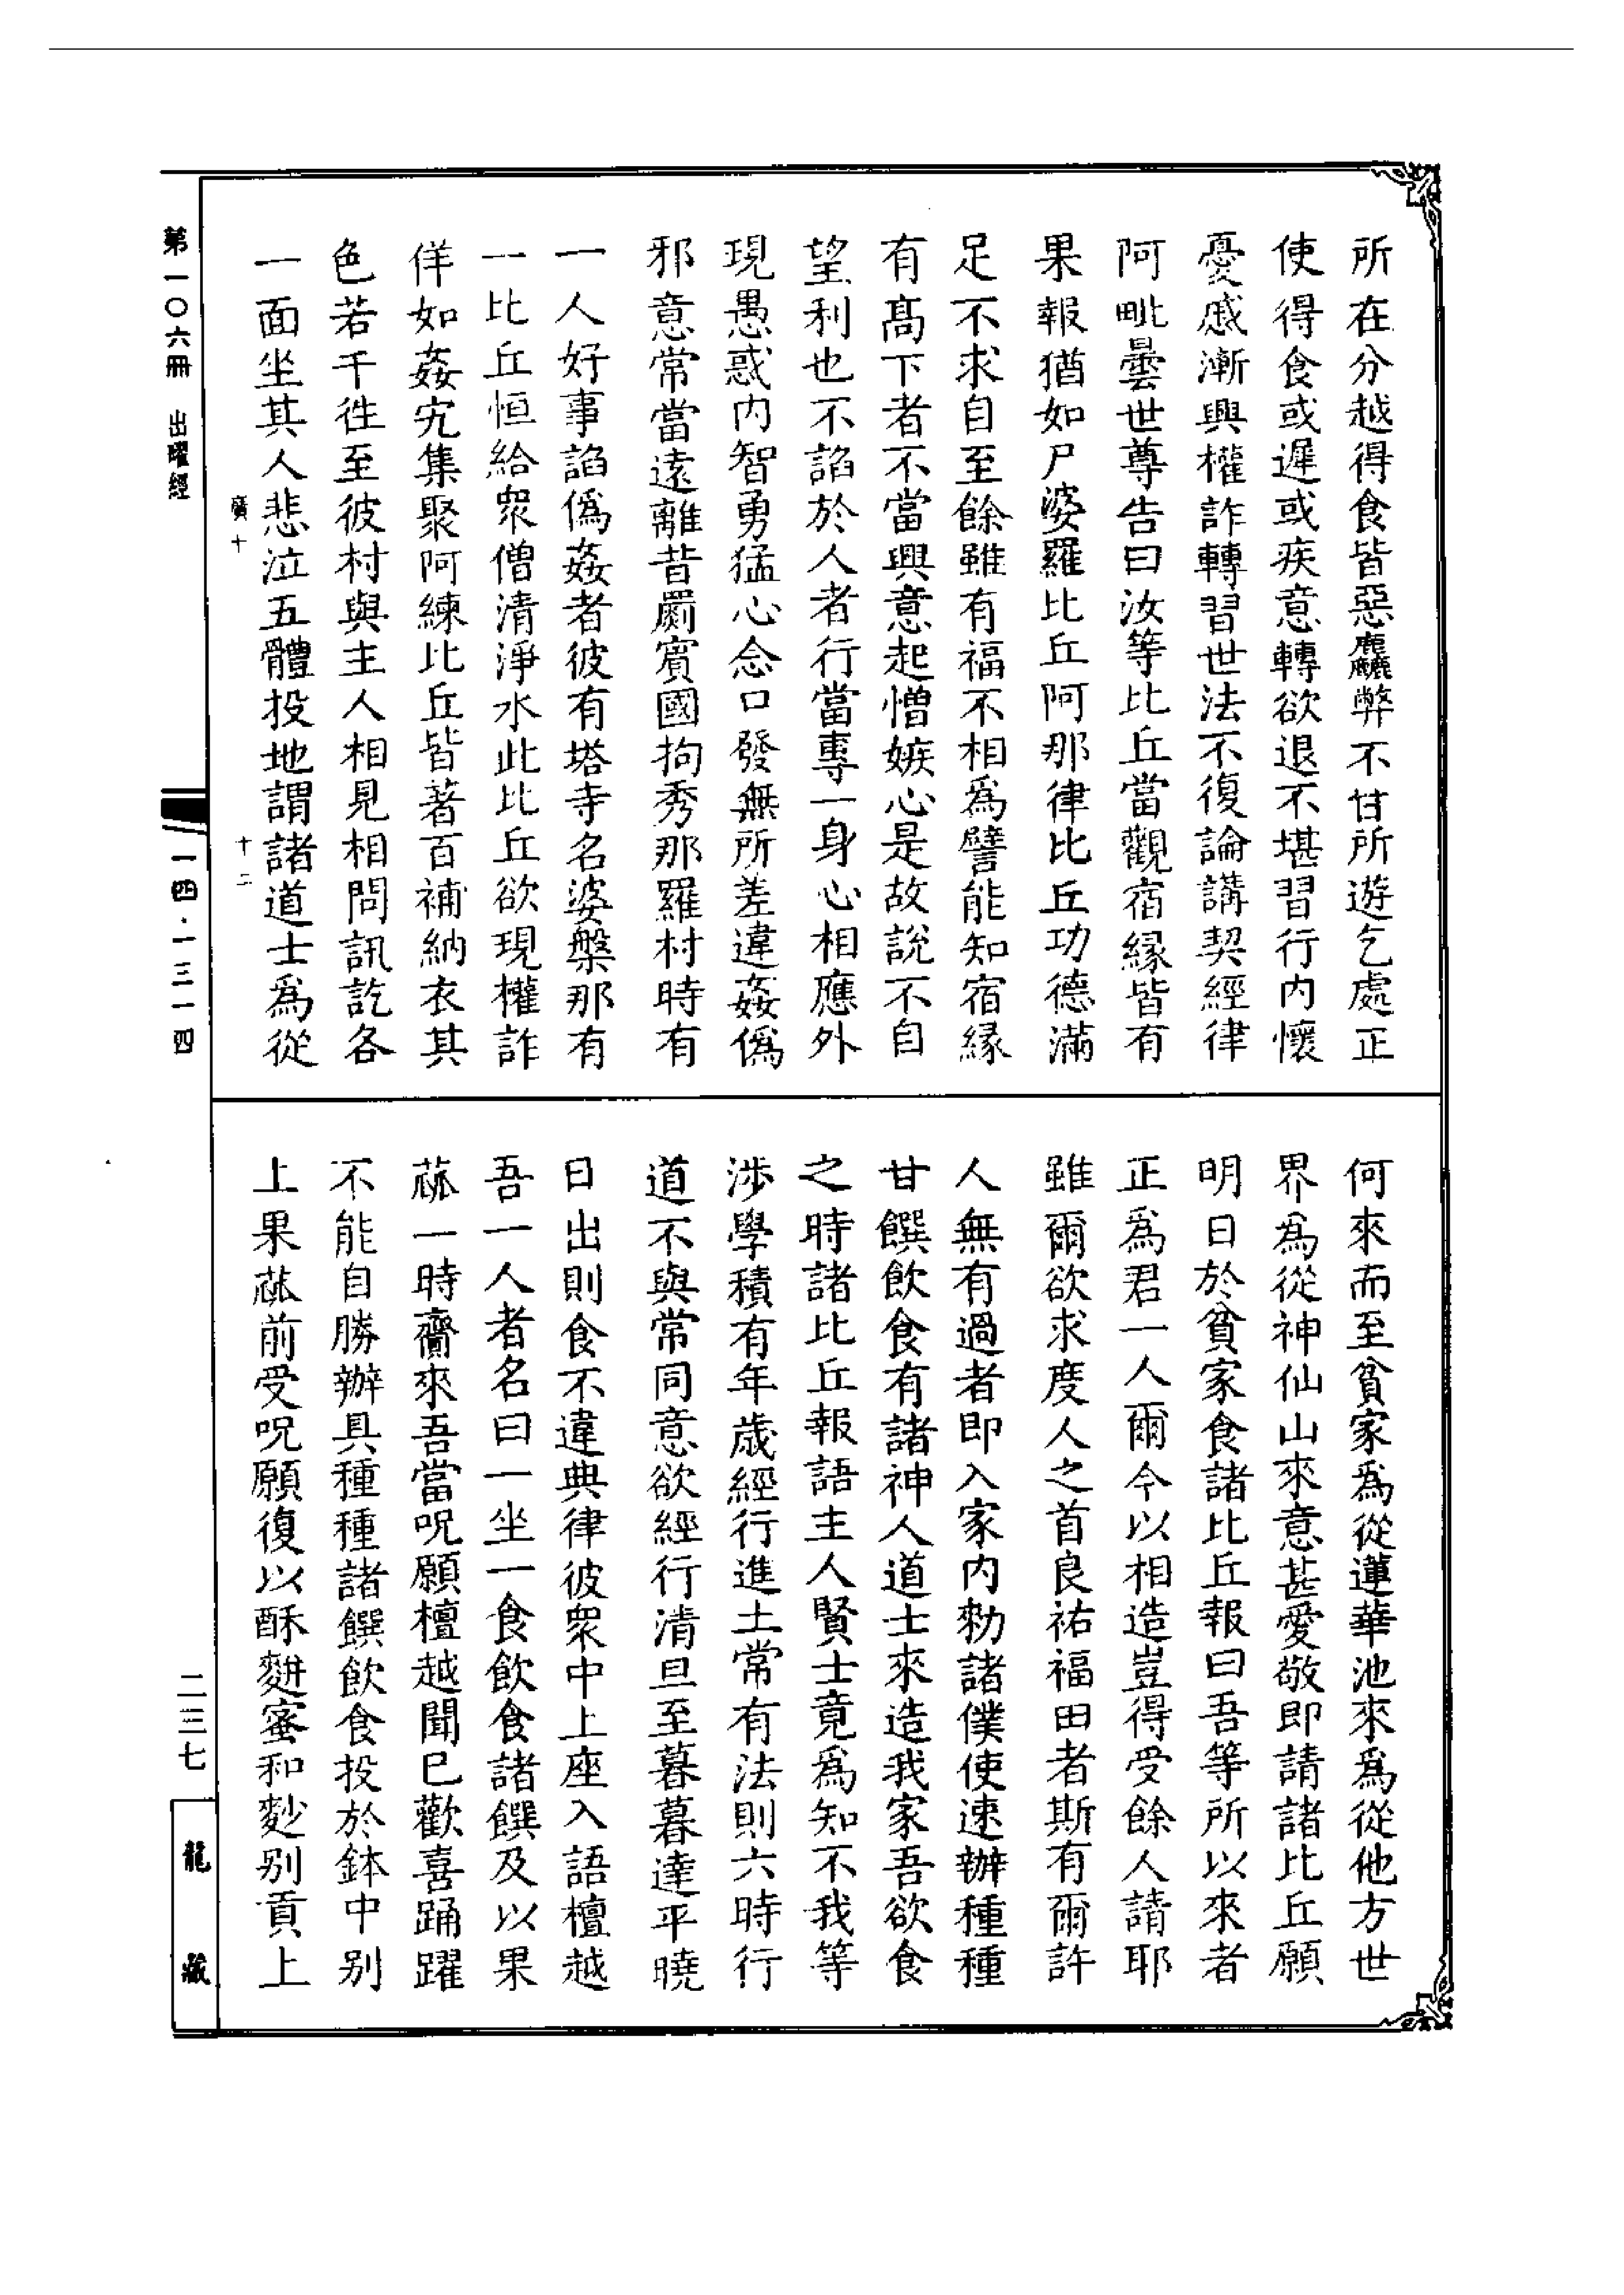 所在分越得食皆惡麤弊不甘所遊乞處正
使得食或遲或疾意轉欲退不堪習行内懷
憂慼漸興權詐轉習世法不復論講契經律
阿毗曇世尊告曰汝等比丘當觀宿緣皆有
果報猶如尸婆羅比丘阿那律比丘功德滿
足不求自至餘雖有福不相爲譬能知宿緣
有髙下者不當興意起憎嫉心是故說不自
望利也不諂於人者行當專一身心相應外
現愚惑内智勇猛心念口發無所差違姦僞
邪意常當遠離昔罽賓國拘秀那羅村時有
一人好事諂僞姦者彼有塔寺名婆槃那有
一比丘恒給衆僧清淨水此比丘欲現權詐
佯如姦宄集聚阿練比丘皆著百補納衣其
色若干徃至彼村與主人相見相問訊訖各
一面坐其人悲泣五體投地謂諸道士爲從
何來而至貧家爲從蓮華池來爲從他方世
界為從神仙山來意甚愛敬即請諸比丘願
明日於貧家食諸比丘報曰吾等所以來者
正爲君一人爾今以相造豈得受餘人請耶
雖爾欲求度人之首良祐福田者斯有爾許
人無有過者即入家内勑諸僕使速辦種種
甘饌飲食有諸神人道士來造我家吾欲食
之時諸比丘報語主人賢士竟爲知不我等
涉學積有年歳經行進土常有法則六時行
道不與常同意欲經行清旦至暮暮達平曉
日出則食不違典律彼衆中上座入語檀越
吾一人者名曰一坐一食飲食諸饌及以果
蓏一時齎來吾當呪願檀越聞已歡喜踊躍
不能自勝辦具種種諸饌飲食投於鉢中别
上果蓏前受呪願復以酥䴵蜜和麨别貢上
第一〇六冊　出曜經
廣十
十二
一四·一三一四
二三七
龍藏